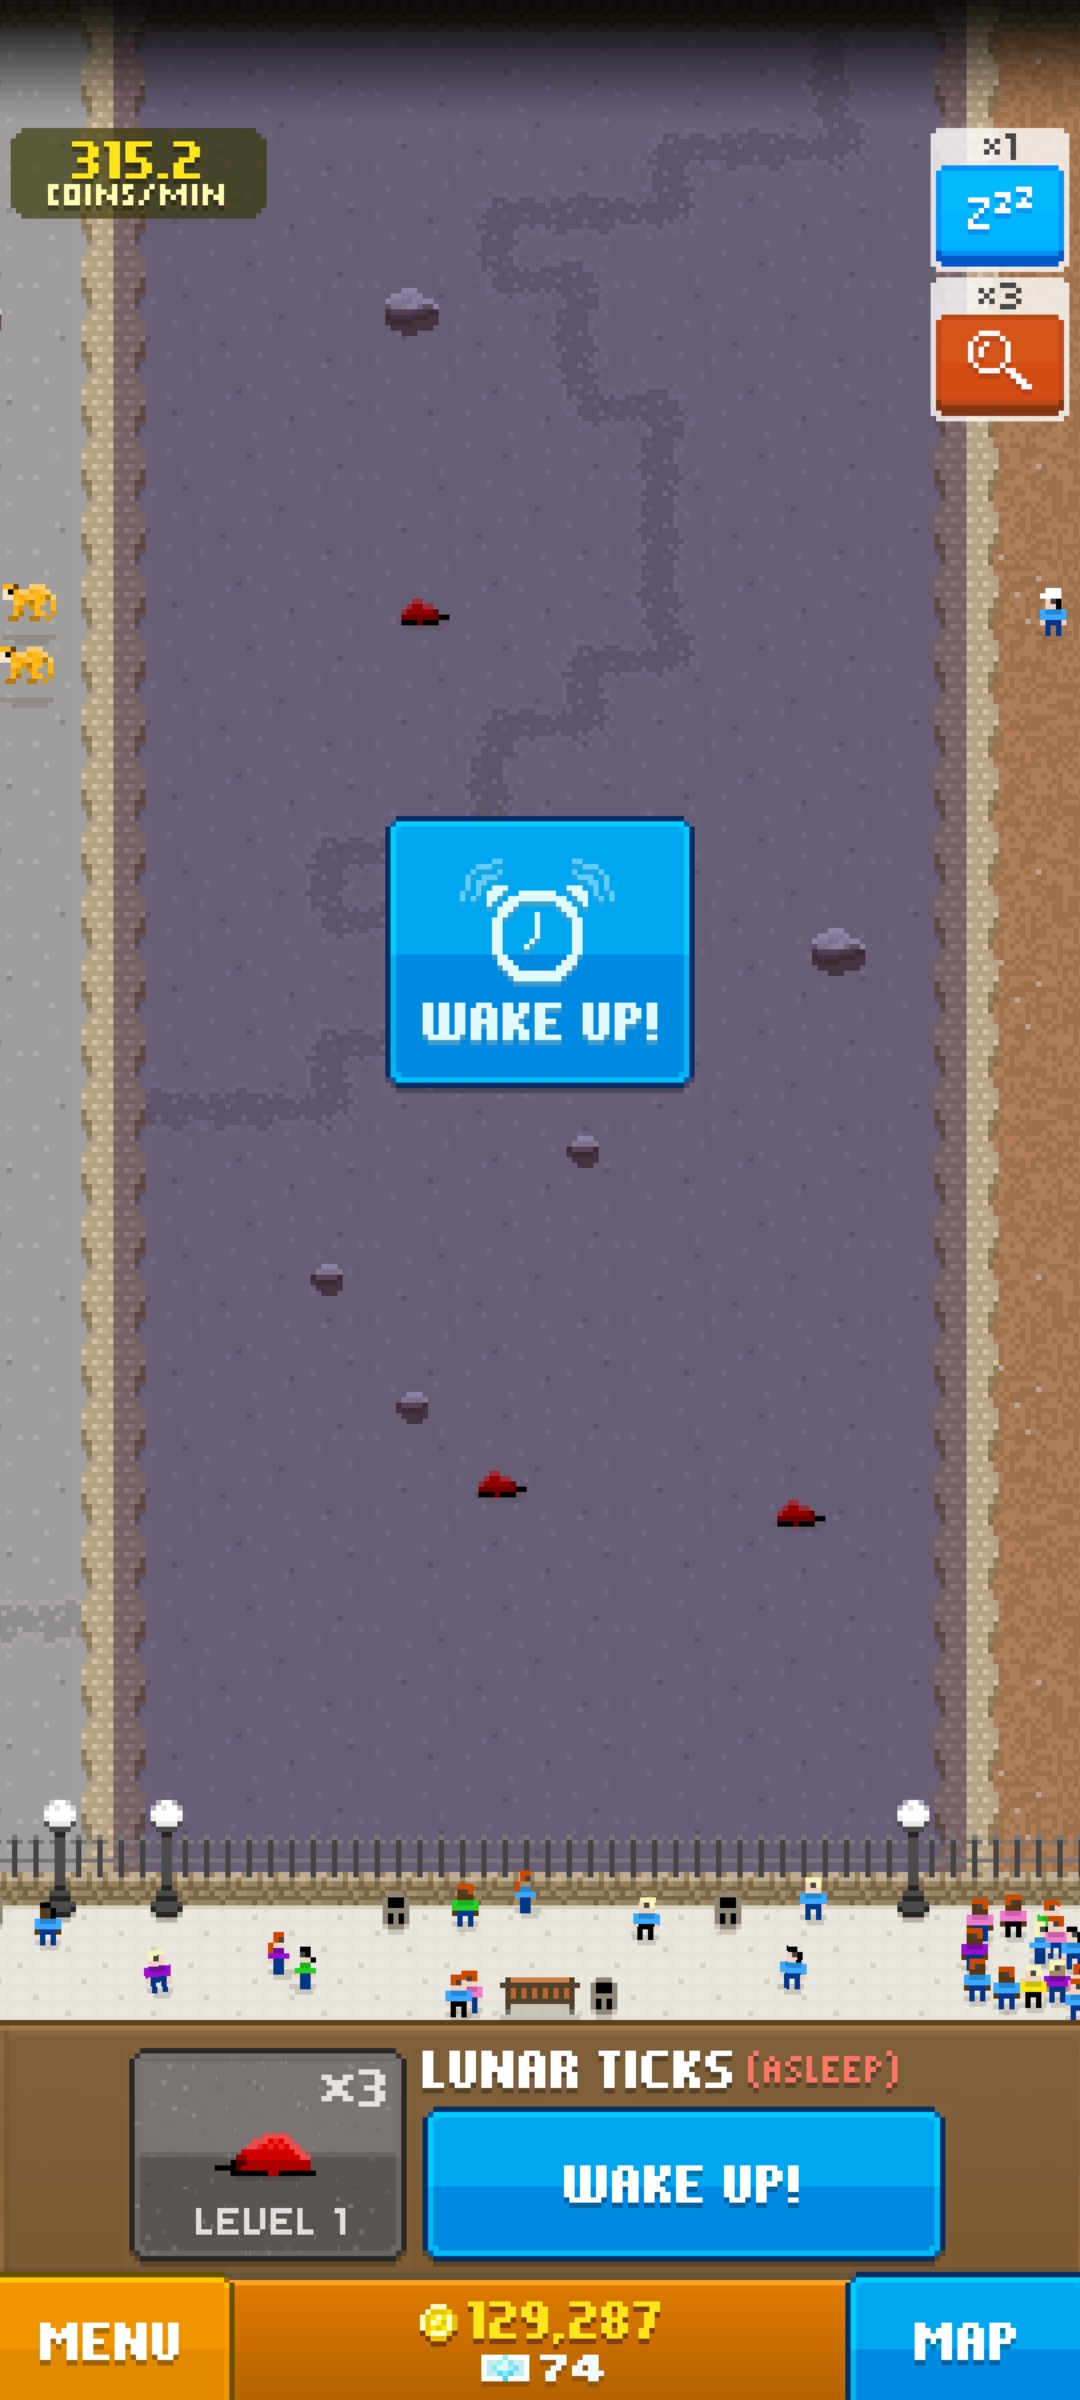 315.2
COINS/MIN
x1
zzz
x3
WAKE UP!
x3
LEVEL 1
LUNAR TICKS (ASLEEP)
WAKE UP!
MENU
129,287
74
MAP